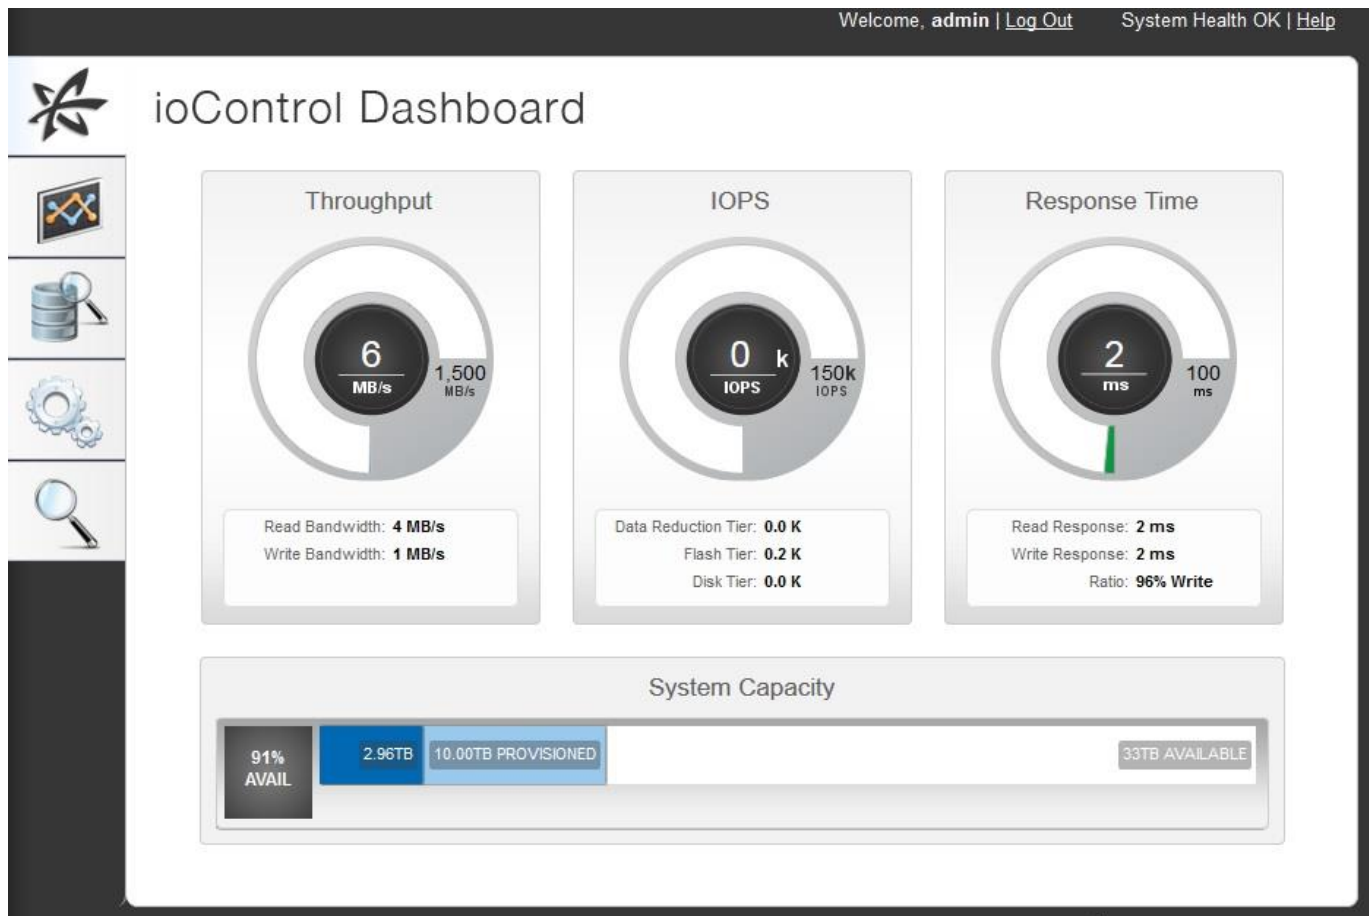 Welcome, admin | Log Out System Health OK | Help
ioControl Dashboard
Throughput
6
MB/s
1,500
MB/s
Read Bandwidth: 4 MB/s
Write Bandwidth: 1 MB/s
IOPS
0 k
IOPS
150k
IOPS
Data Reduction Tier: 0.0 K
Flash Tier: 0.2 K
Disk Tier: 0.0 K
Response Time
2
ms
100
ms
Read Response: 2 ms
Write Response: 2 ms
Ratio: 96% Write
System Capacity
91%
AVAIL
2.96TB 10.00TB PROVISIONED 33TB AVAILABLE